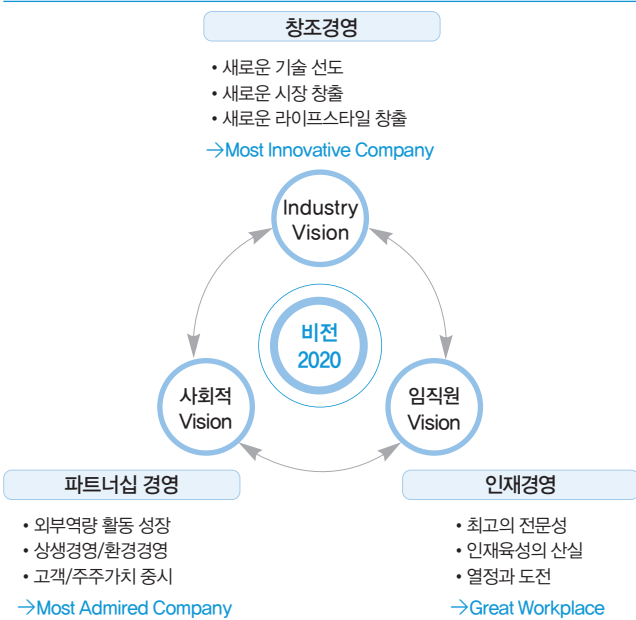 창조경영
• 새로운 기술 선도
• 새로운 시장 창출
• 새로운 라이프스타일 창출
→Most Innovative Company
Industry
Vision
비전
2020
사회적
Vision
임직원
Vision
파트너십 경영
• 외부역량 활동 성장
• 상생경영/환경경영
• 고객/주주가치 중시
→Most Admired Company
인재경영
• 최고의 전문성
• 인재육성의 산실
• 열정과 도전
→Great Workplace